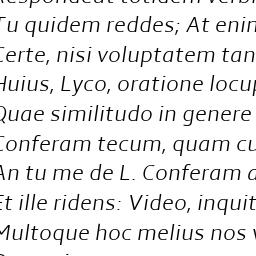 Respondeat totidem verbi
Tu quidem reddes; At enim
Certe, nisi voluptatem tan
Huius, Lyco, oratione locup
Quae similitudo in genere
Conferam tecum, quam cu
An tu me de L. Conferam a
Et ille ridens: Video, inquit
Multoque hoc melius nos v